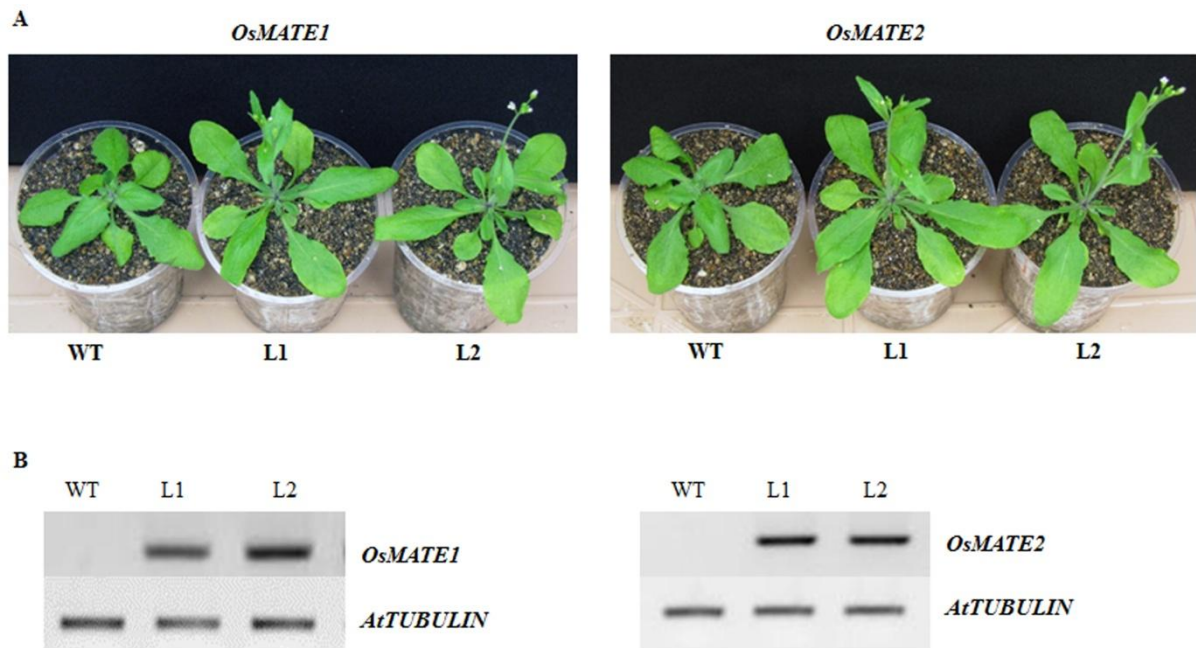 A
OsMATE1
OsMATE2
WT L1 L2
WT L1 L2
B
WT L1 L2
OsMATE1
AtTUBULIN
WT L1 L2
OsMATE2
AtTUBULIN